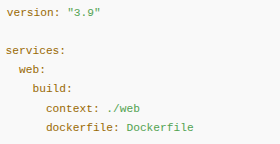 version: "3.9"

services:
  web:
    build:
      context: ./web
      dockerfile: Dockerfile